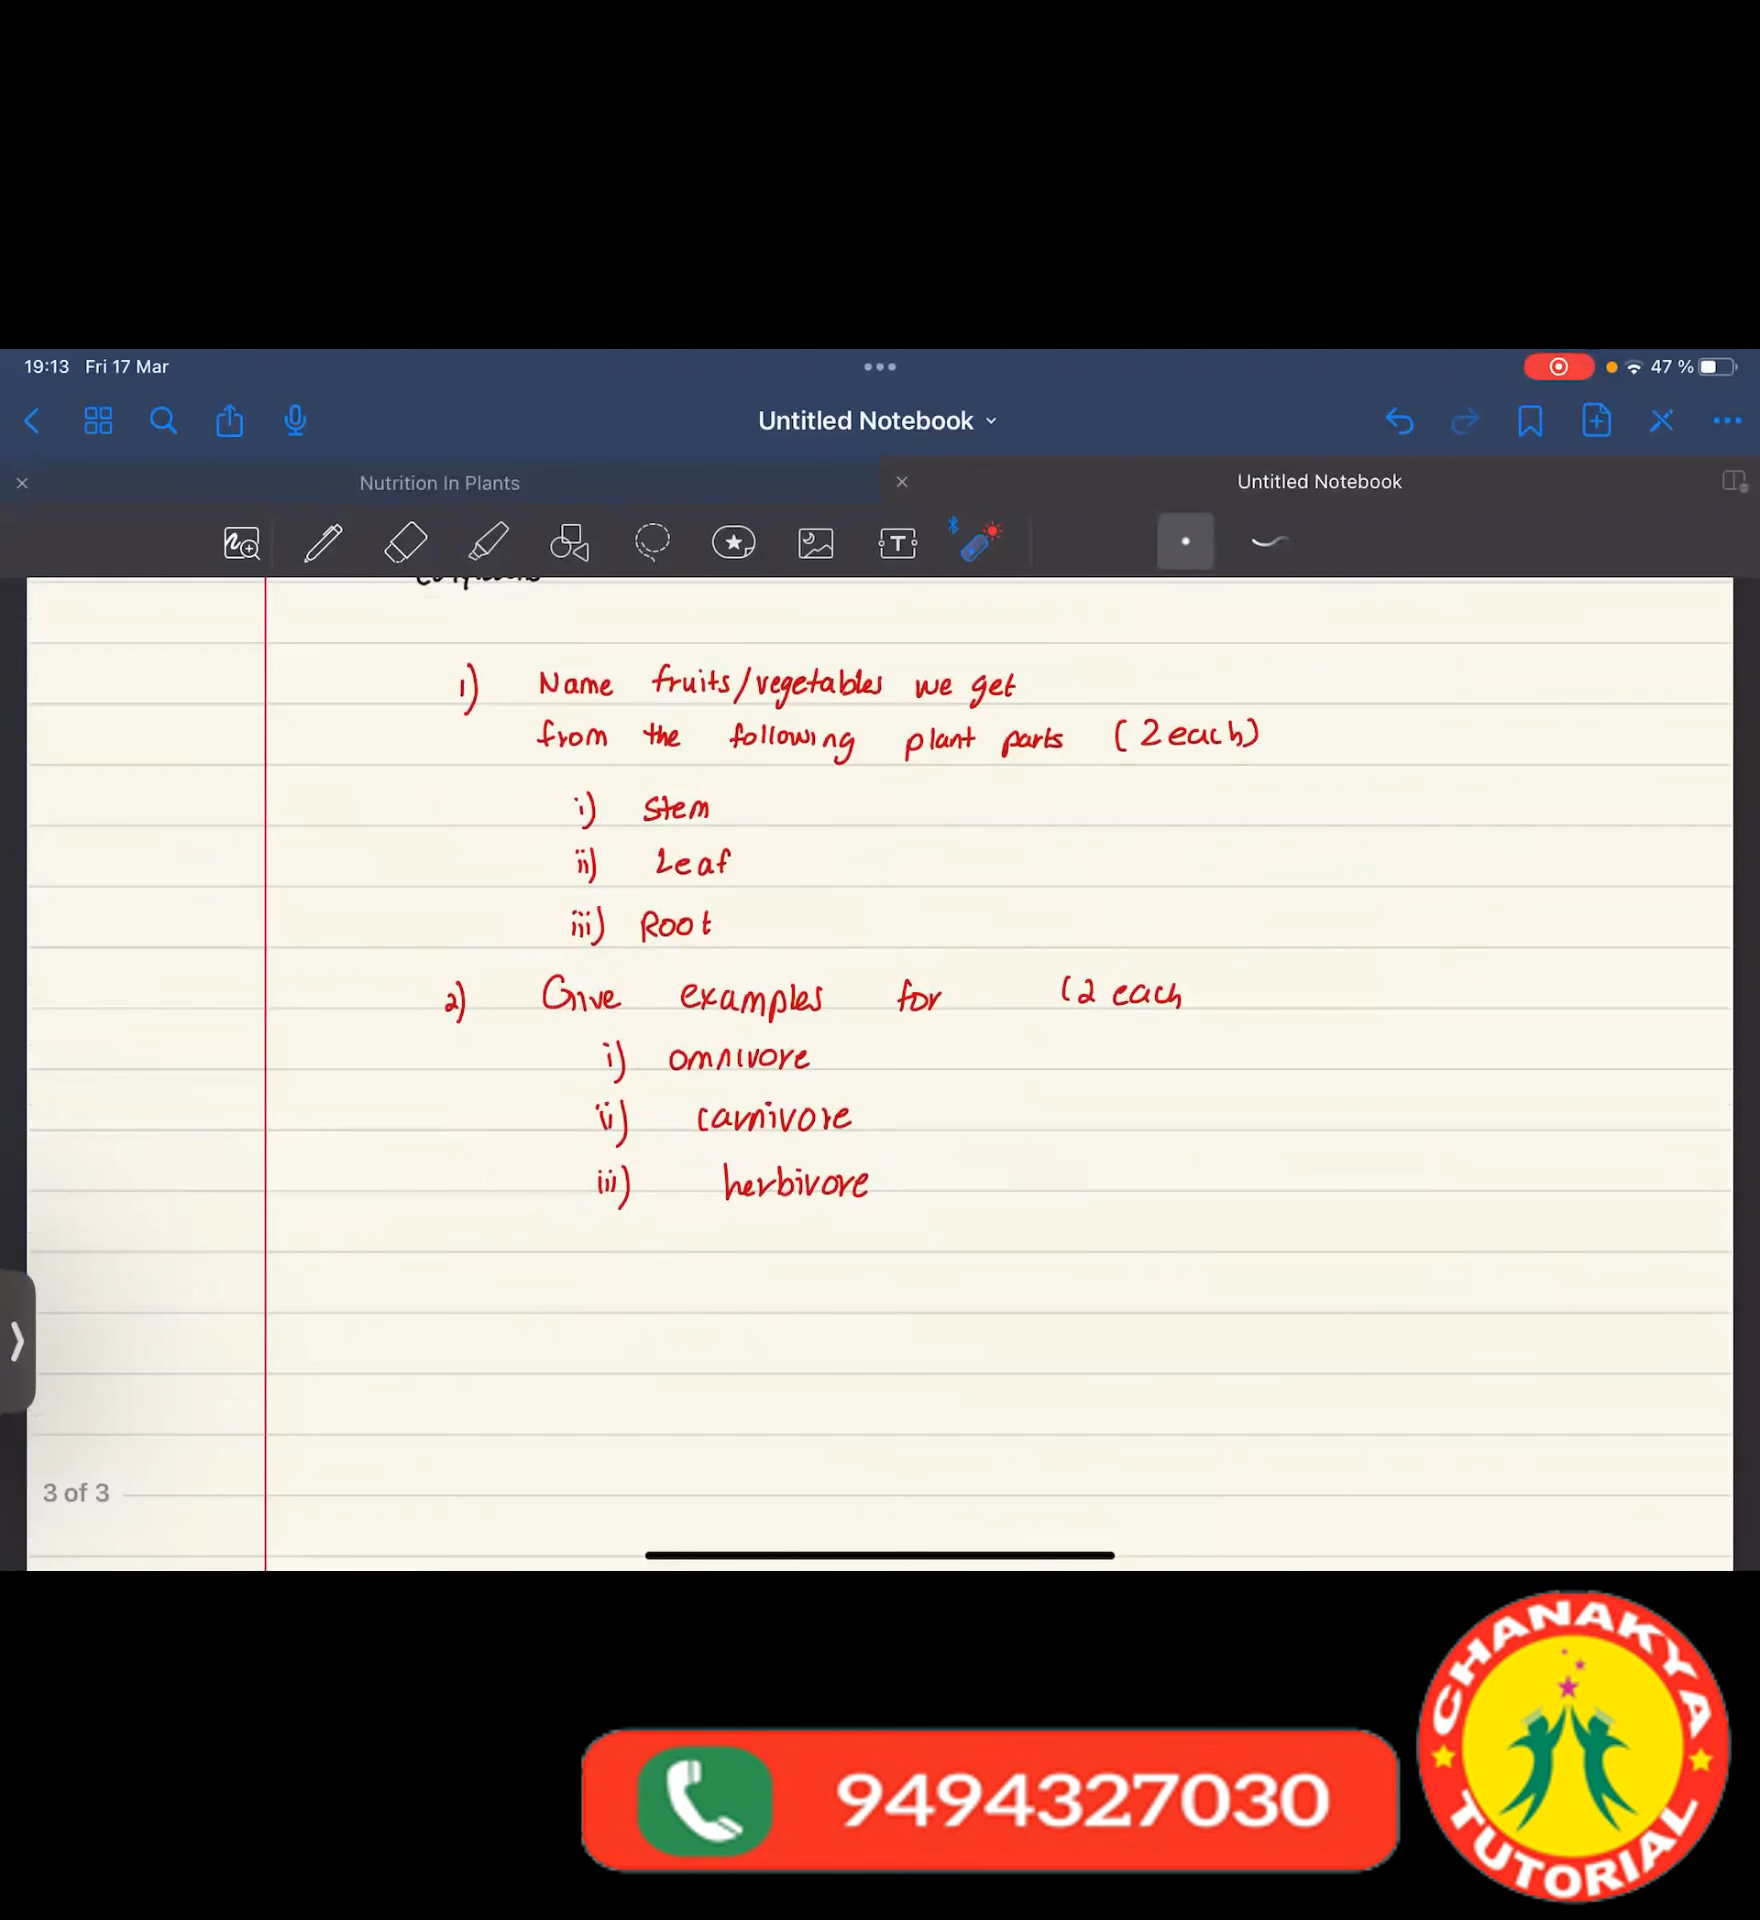 19:13 Fri 17 Mar
47 %
Untitled Notebook
Nutrition In Plants
Untitled Notebook
T
1) Name fruits/vegetables we get
from the following plant parts (2 each)
i) Stem
ii) Leaf
iii) Root
2) Give examples for (2 each
i) omnivore
ii) carnivore
iii) herbivore
3 of 3
9494327030
CHANAKYA
TUTORIAL